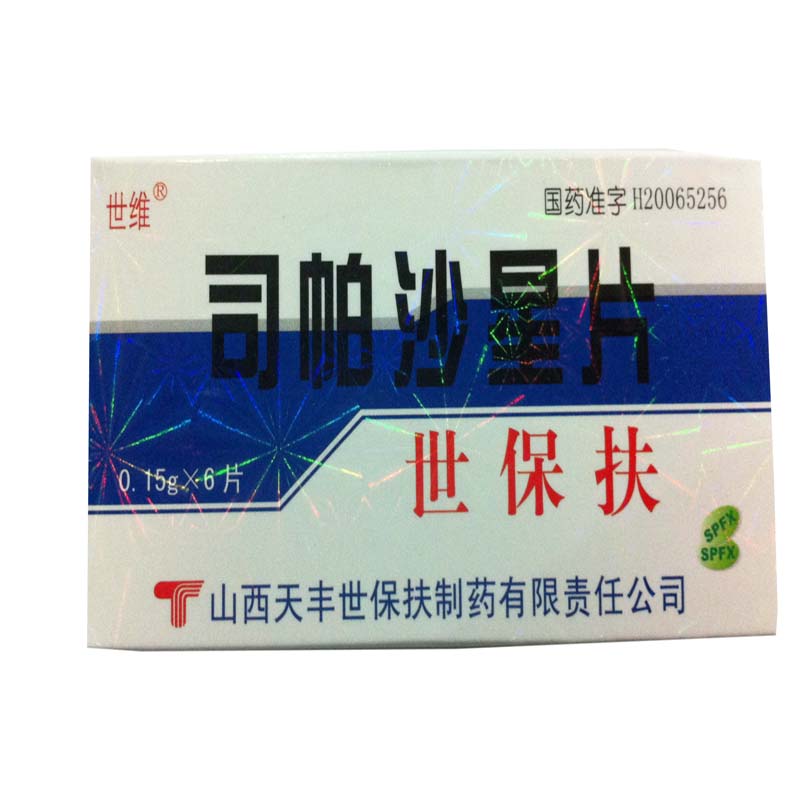 世维®
国药准字H20065256
司帕沙星片
世保扶
0.15g×6片
SPFX
SPFX
山西天丰世保扶制药有限责任公司